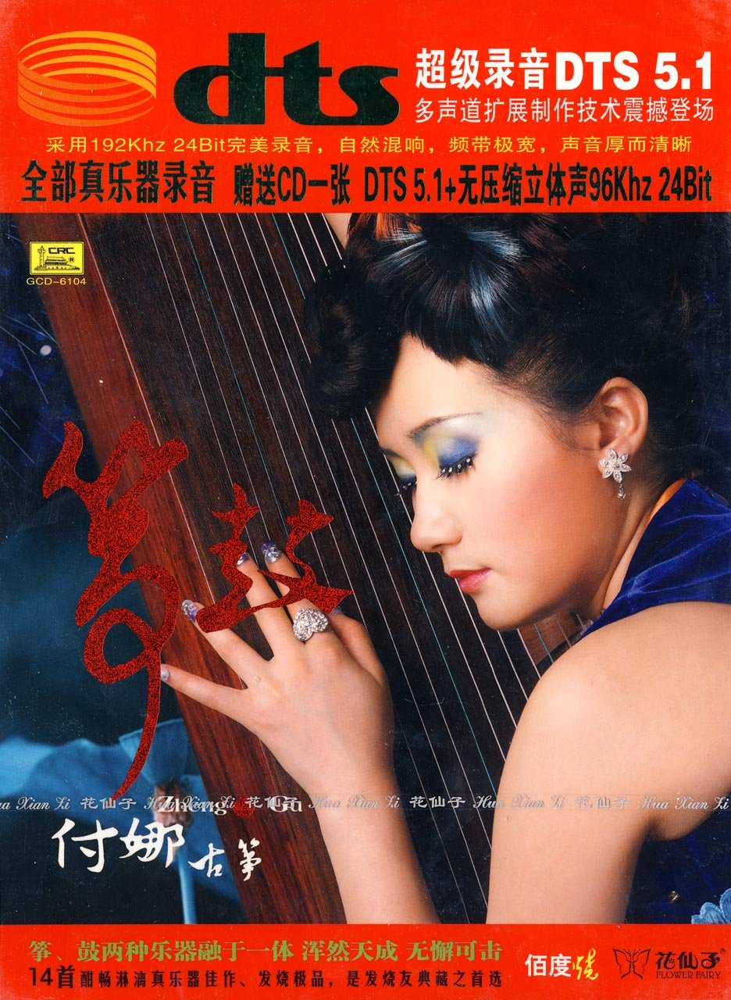 dts
超级录音DTS 5.1
多声道扩展制作技术震撼登场
采用192Khz 24Bit完美录音，自然混响，频带极宽，声音厚而清晰
全部真乐器录音 赠送CD一张 DTS 5.1+无压缩立体声96Khz 24Bit
CRC
GCD-6104
筝鼓
Zheng Gu
Hua Xian Zi 花仙子 花仙子 Hua Xian Zi 花仙子 Hua Xian Zi 花仙子 Hua Xian Zi
付娜 古筝
筝、鼓两种乐器融于一体 浑然天成 无懈可击
14首酣畅淋漓真乐器佳作、发烧极品，是发烧友典藏之首选
佰度烧
花仙子®
FLOWER FAIRY